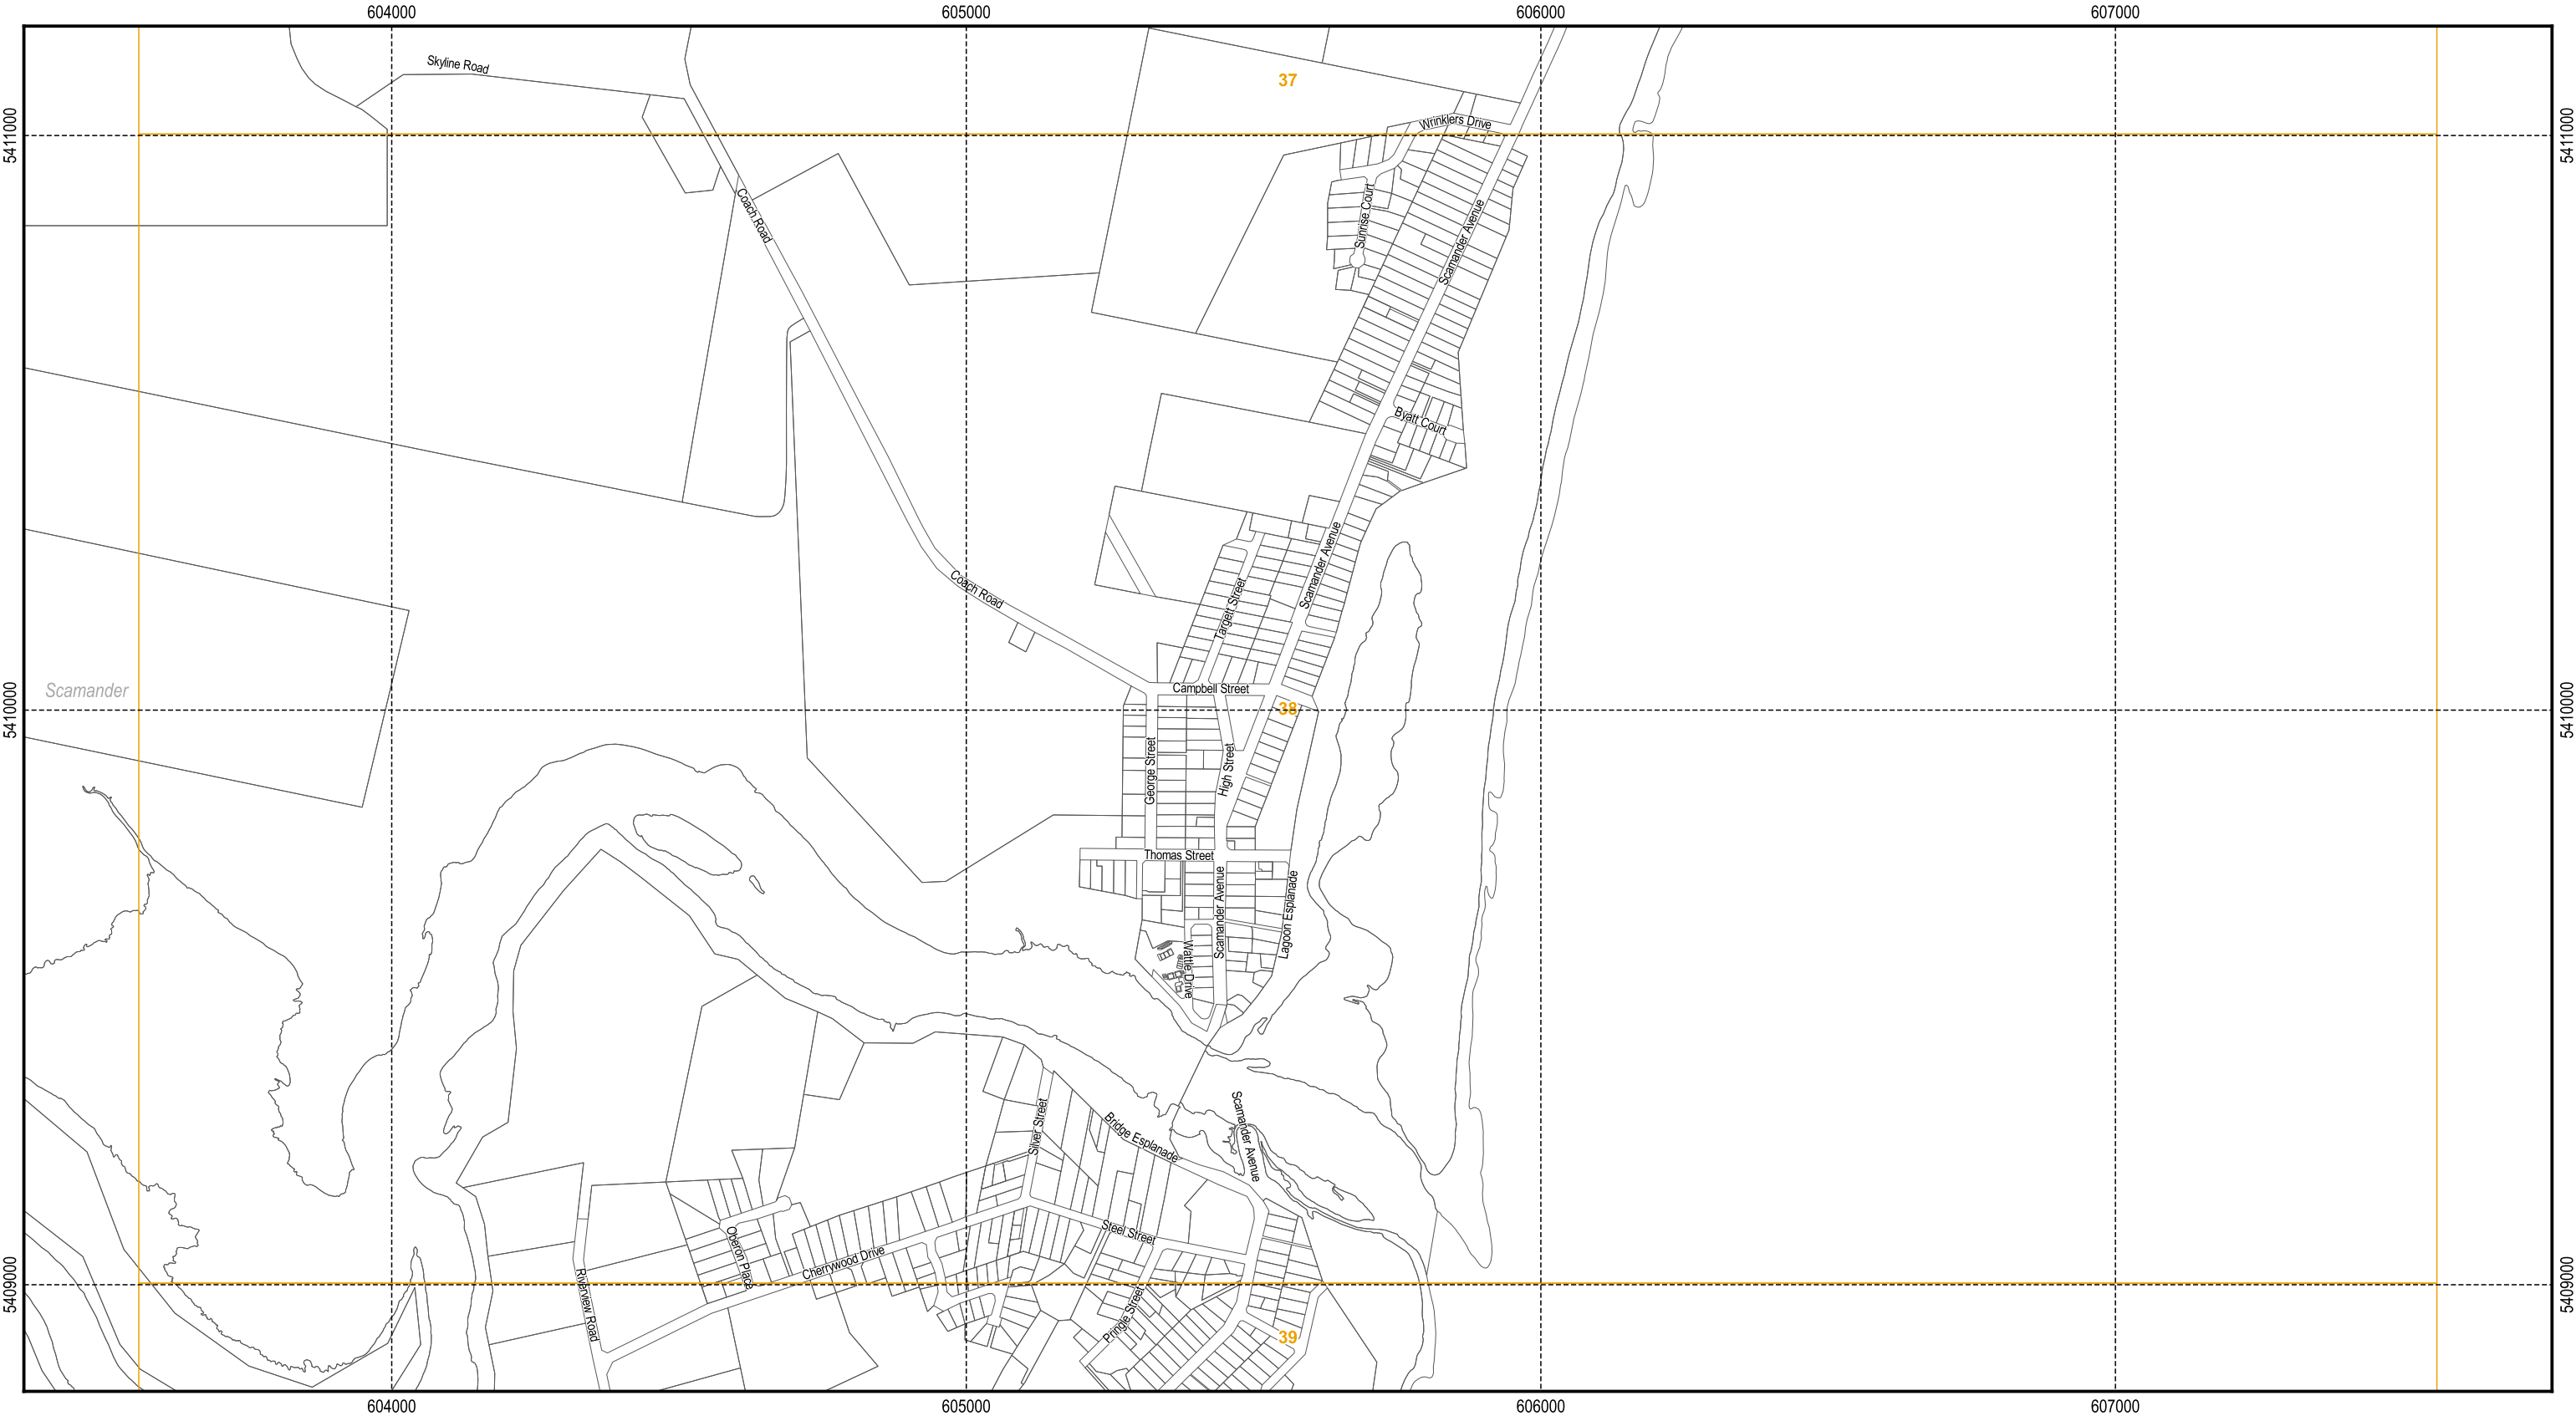 604000
605000
606000
607000
Skyline Road
37
Wrinklers Drive
5411000
5411000
Coach Road
Sunrise Court
Scamander Avenue
Byatt Court
Scamander Avenue
Coach Road
Targett Street
Scamander
Campbell Street
5410000
38
5410000
George Street
High Street
Thomas Street
Scamander Avenue
Lagoon Esplanade
Wattle Drive
Silver Street
Bridge Esplanade
Scamander Avenue
Steel Street
Oberon Place
Cherrywood Drive
5409000
5409000
Riverview Road
Pringle Street
39
604000
605000
606000
607000